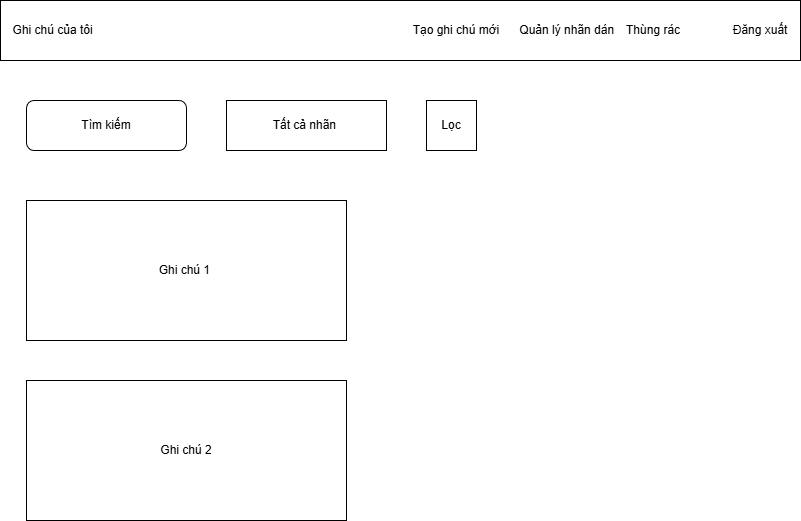 Ghi chú của tôi
Tạo ghi chú mới
Quản lý nhãn dán
Thùng rác
Đăng xuất
Tìm kiếm
Tất cả nhãn
Lọc
Ghi chú 1
Ghi chú 2